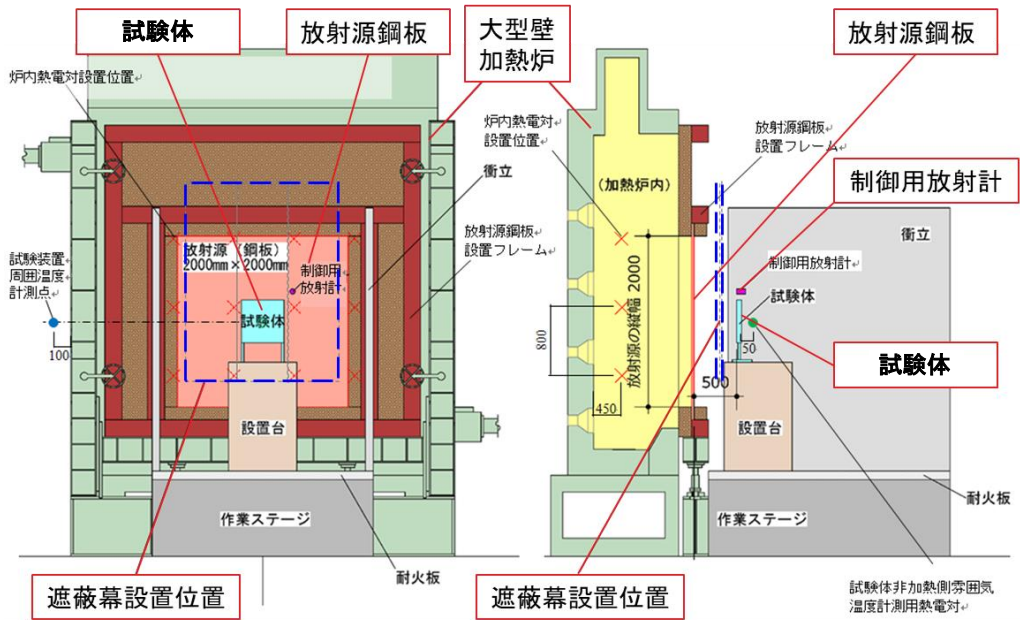 試験体
放射源鋼板
大型壁
加熱炉
放射源鋼板
炉内熱電対設置位置
衝立
放射源鋼板
設置フレーム
放射源（鋼板）
2000mm×2000mm
制御用
放射計
試験体
試験装置
周囲温度
計測点
100
設置台
作業ステージ
耐火板
遮蔽幕設置位置
炉内熱電対
設置位置
(加熱炉内)
放射源鋼板
設置フレーム
制御用放射計
衝立
制御用放射計
試験体
放射源の縦幅 2000
800
450
50
500
試験体
設置台
作業ステージ
耐火板
遮蔽幕設置位置
試験体非加熱側雰囲気
温度計測用熱電対